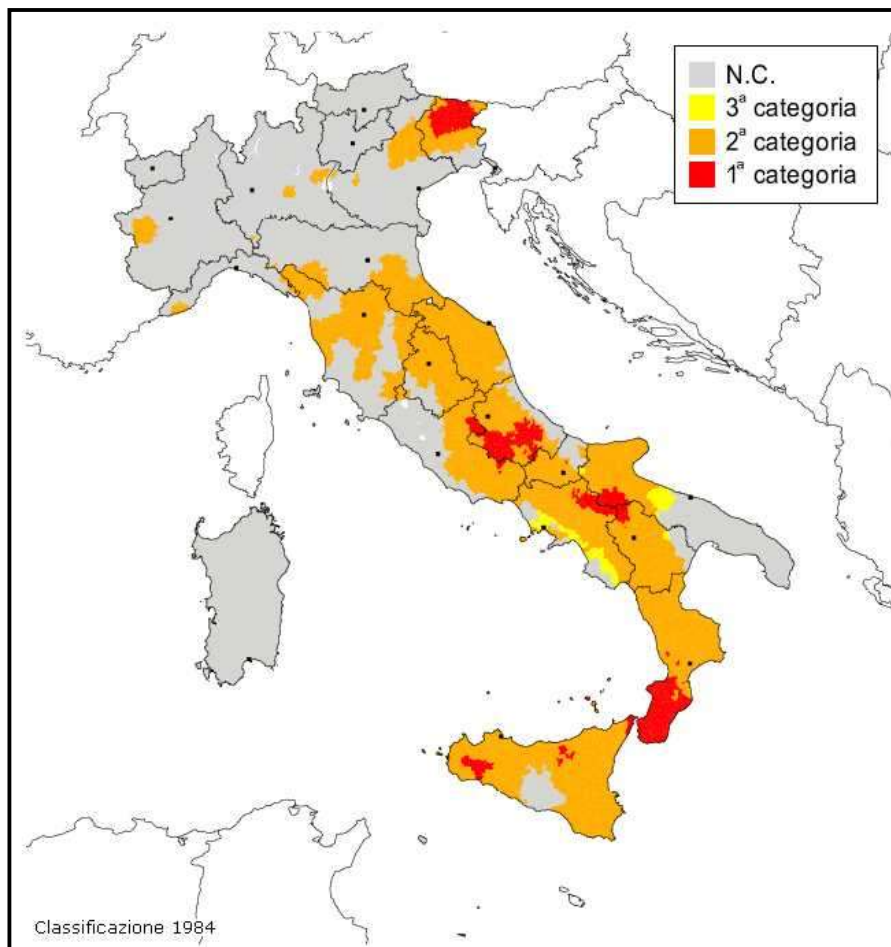 N.C.
3ª categoria
2ª categoria
1ª categoria
Classificazione 1984